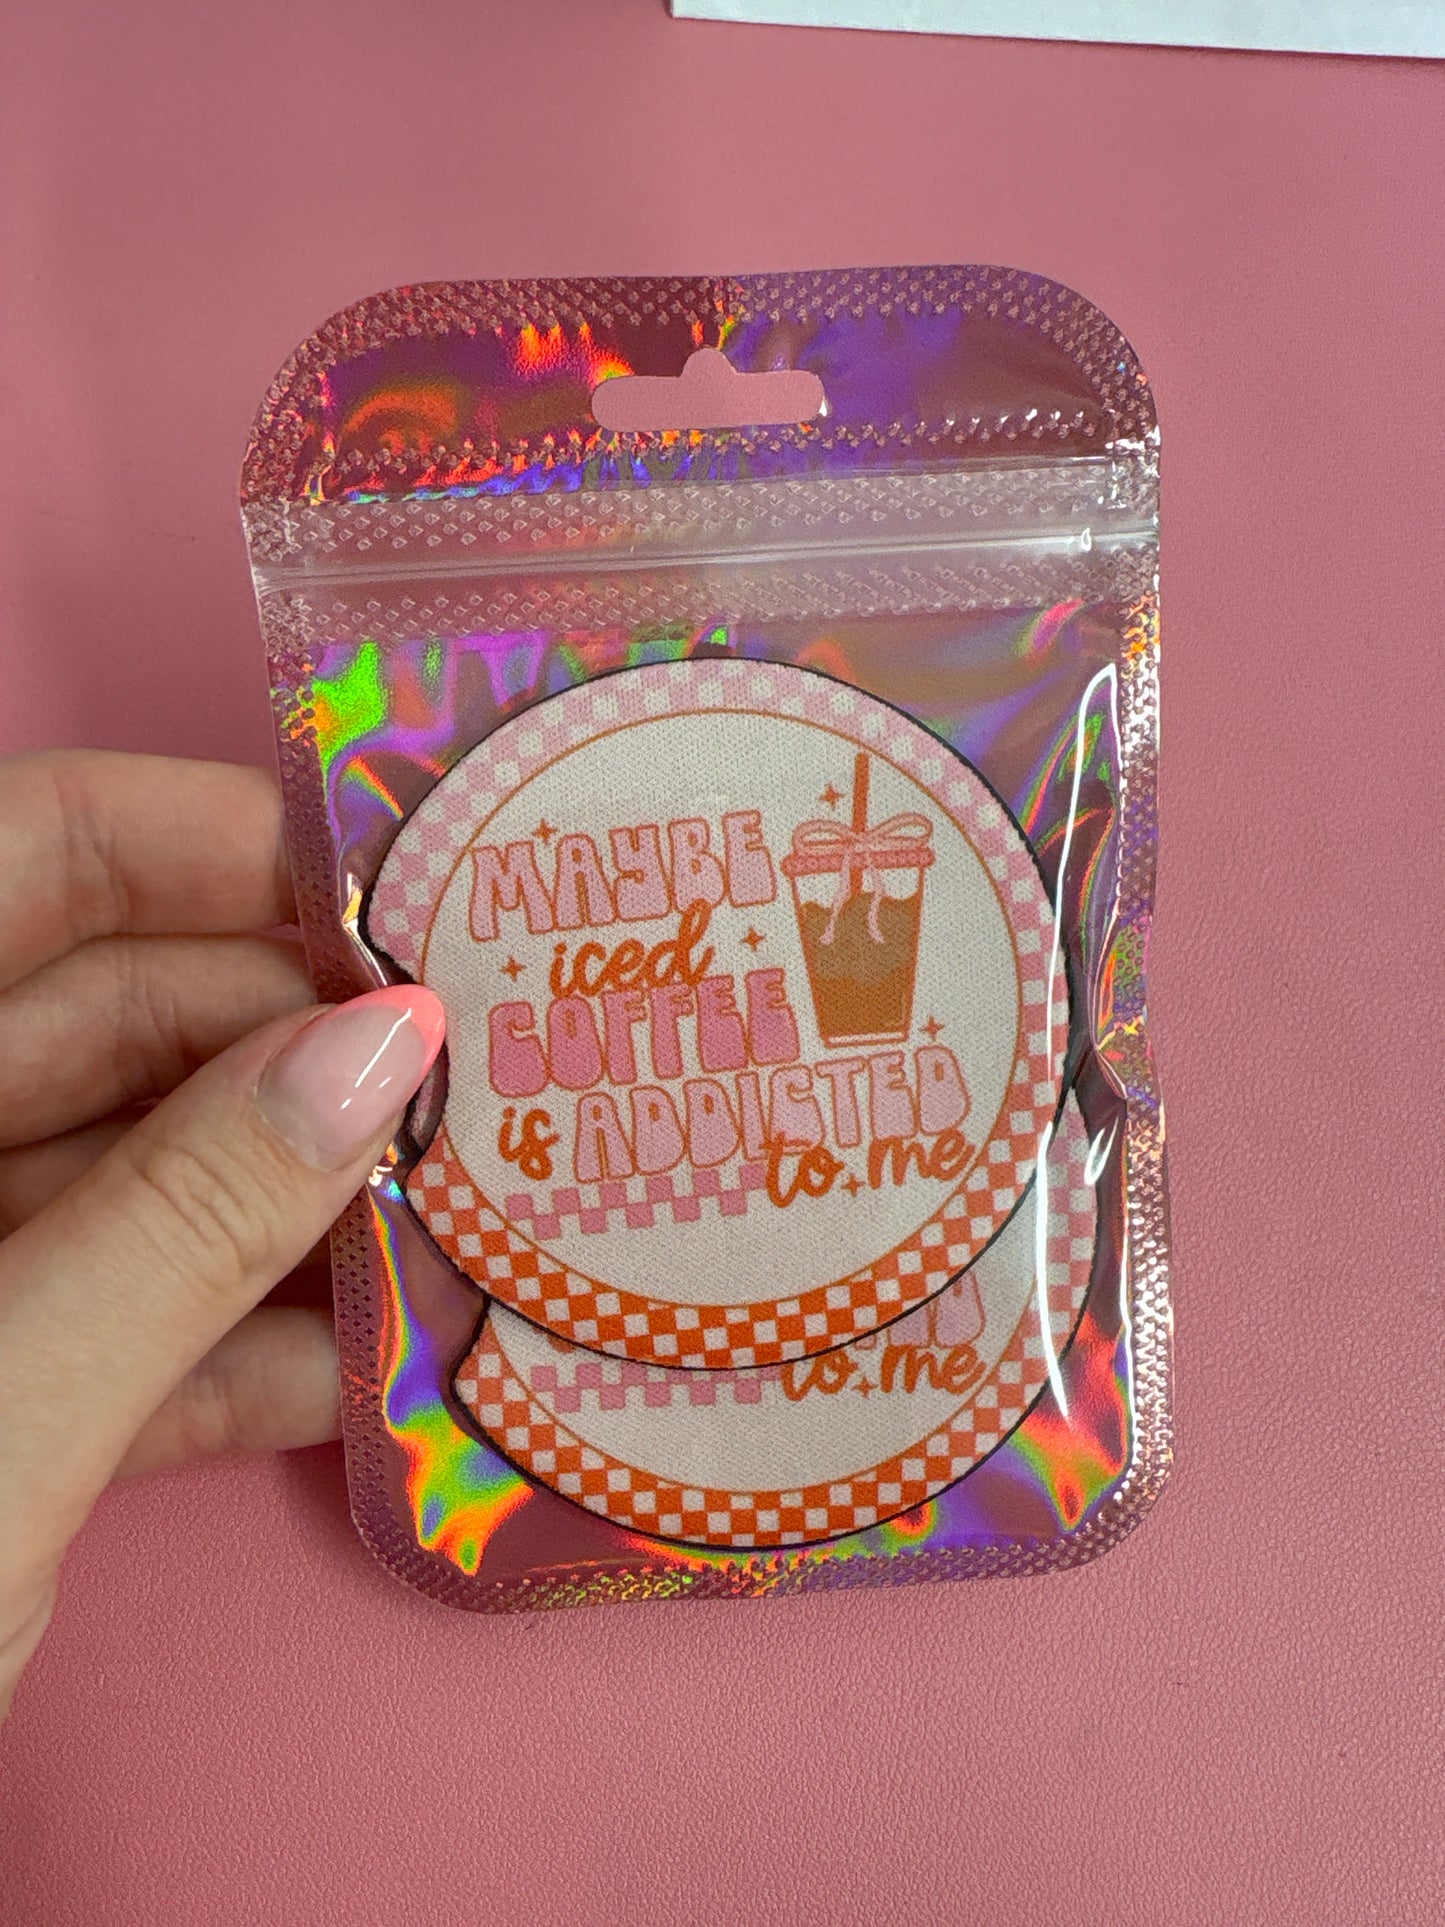 MAYBE
iced
COFFEE
is ADDICTED
to me
to me